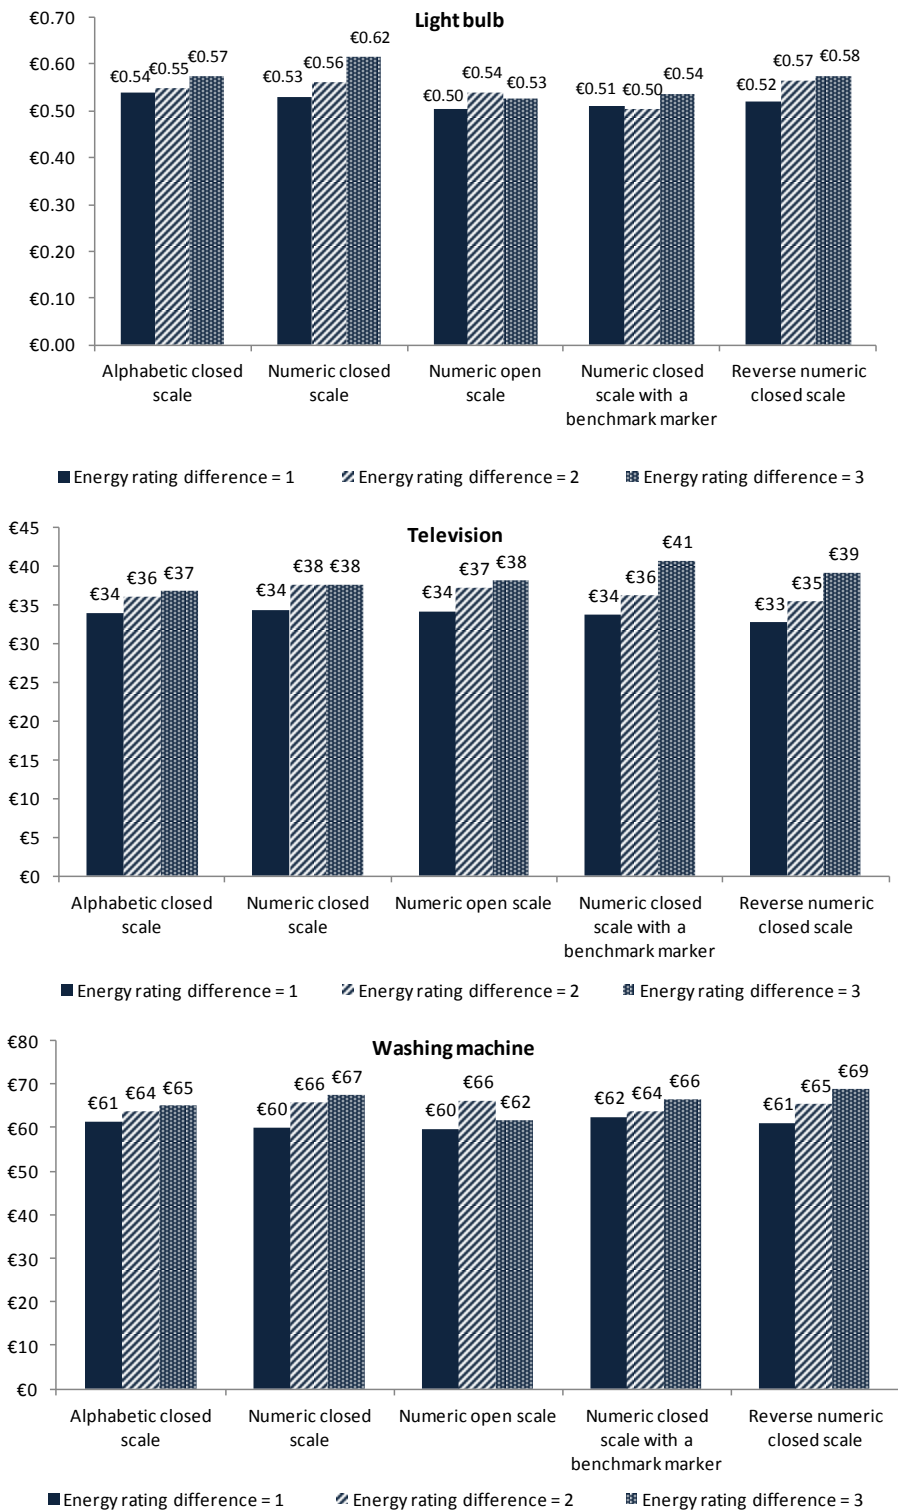 Light bulb
€0.70
€0.60
€0.50
€0.40
€0.30
€0.20
€0.10
€0.00
€0.54 €0.55 €0.57
€0.53 €0.56 €0.62
€0.50 €0.54 €0.53
€0.51 €0.50 €0.54
€0.52 €0.57 €0.58
Alphabetic closed
scale
Numeric closed
scale
Numeric open
scale
Numeric closed
scale with a
benchmark marker
Reverse numeric
closed scale
Energy rating difference = 1 Energy rating difference = 2 Energy rating difference = 3
Television
€45
€40
€35
€30
€25
€20
€15
€10
€5
€0
€34 €36 €37
€34 €38 €38
€34 €37 €38
€34 €36 €41
€33 €35 €39
Alphabetic closed
scale
Numeric closed
scale
Numeric open scale
Numeric closed
scale with a
benchmark marker
Reverse numeric
closed scale
Energy rating difference = 1 Energy rating difference = 2 Energy rating difference = 3
Washing machine
€80
€70
€60
€50
€40
€30
€20
€10
€0
€61 €64 €65
€60 €66 €67
€60 €66 €62
€62 €64 €66
€61 €65 €69
Alphabetic closed
scale
Numeric closed
scale
Numeric open scale
Numeric closed
scale with a
benchmark marker
Reverse numeric
closed scale
Energy rating difference = 1 Energy rating difference = 2 Energy rating difference = 3